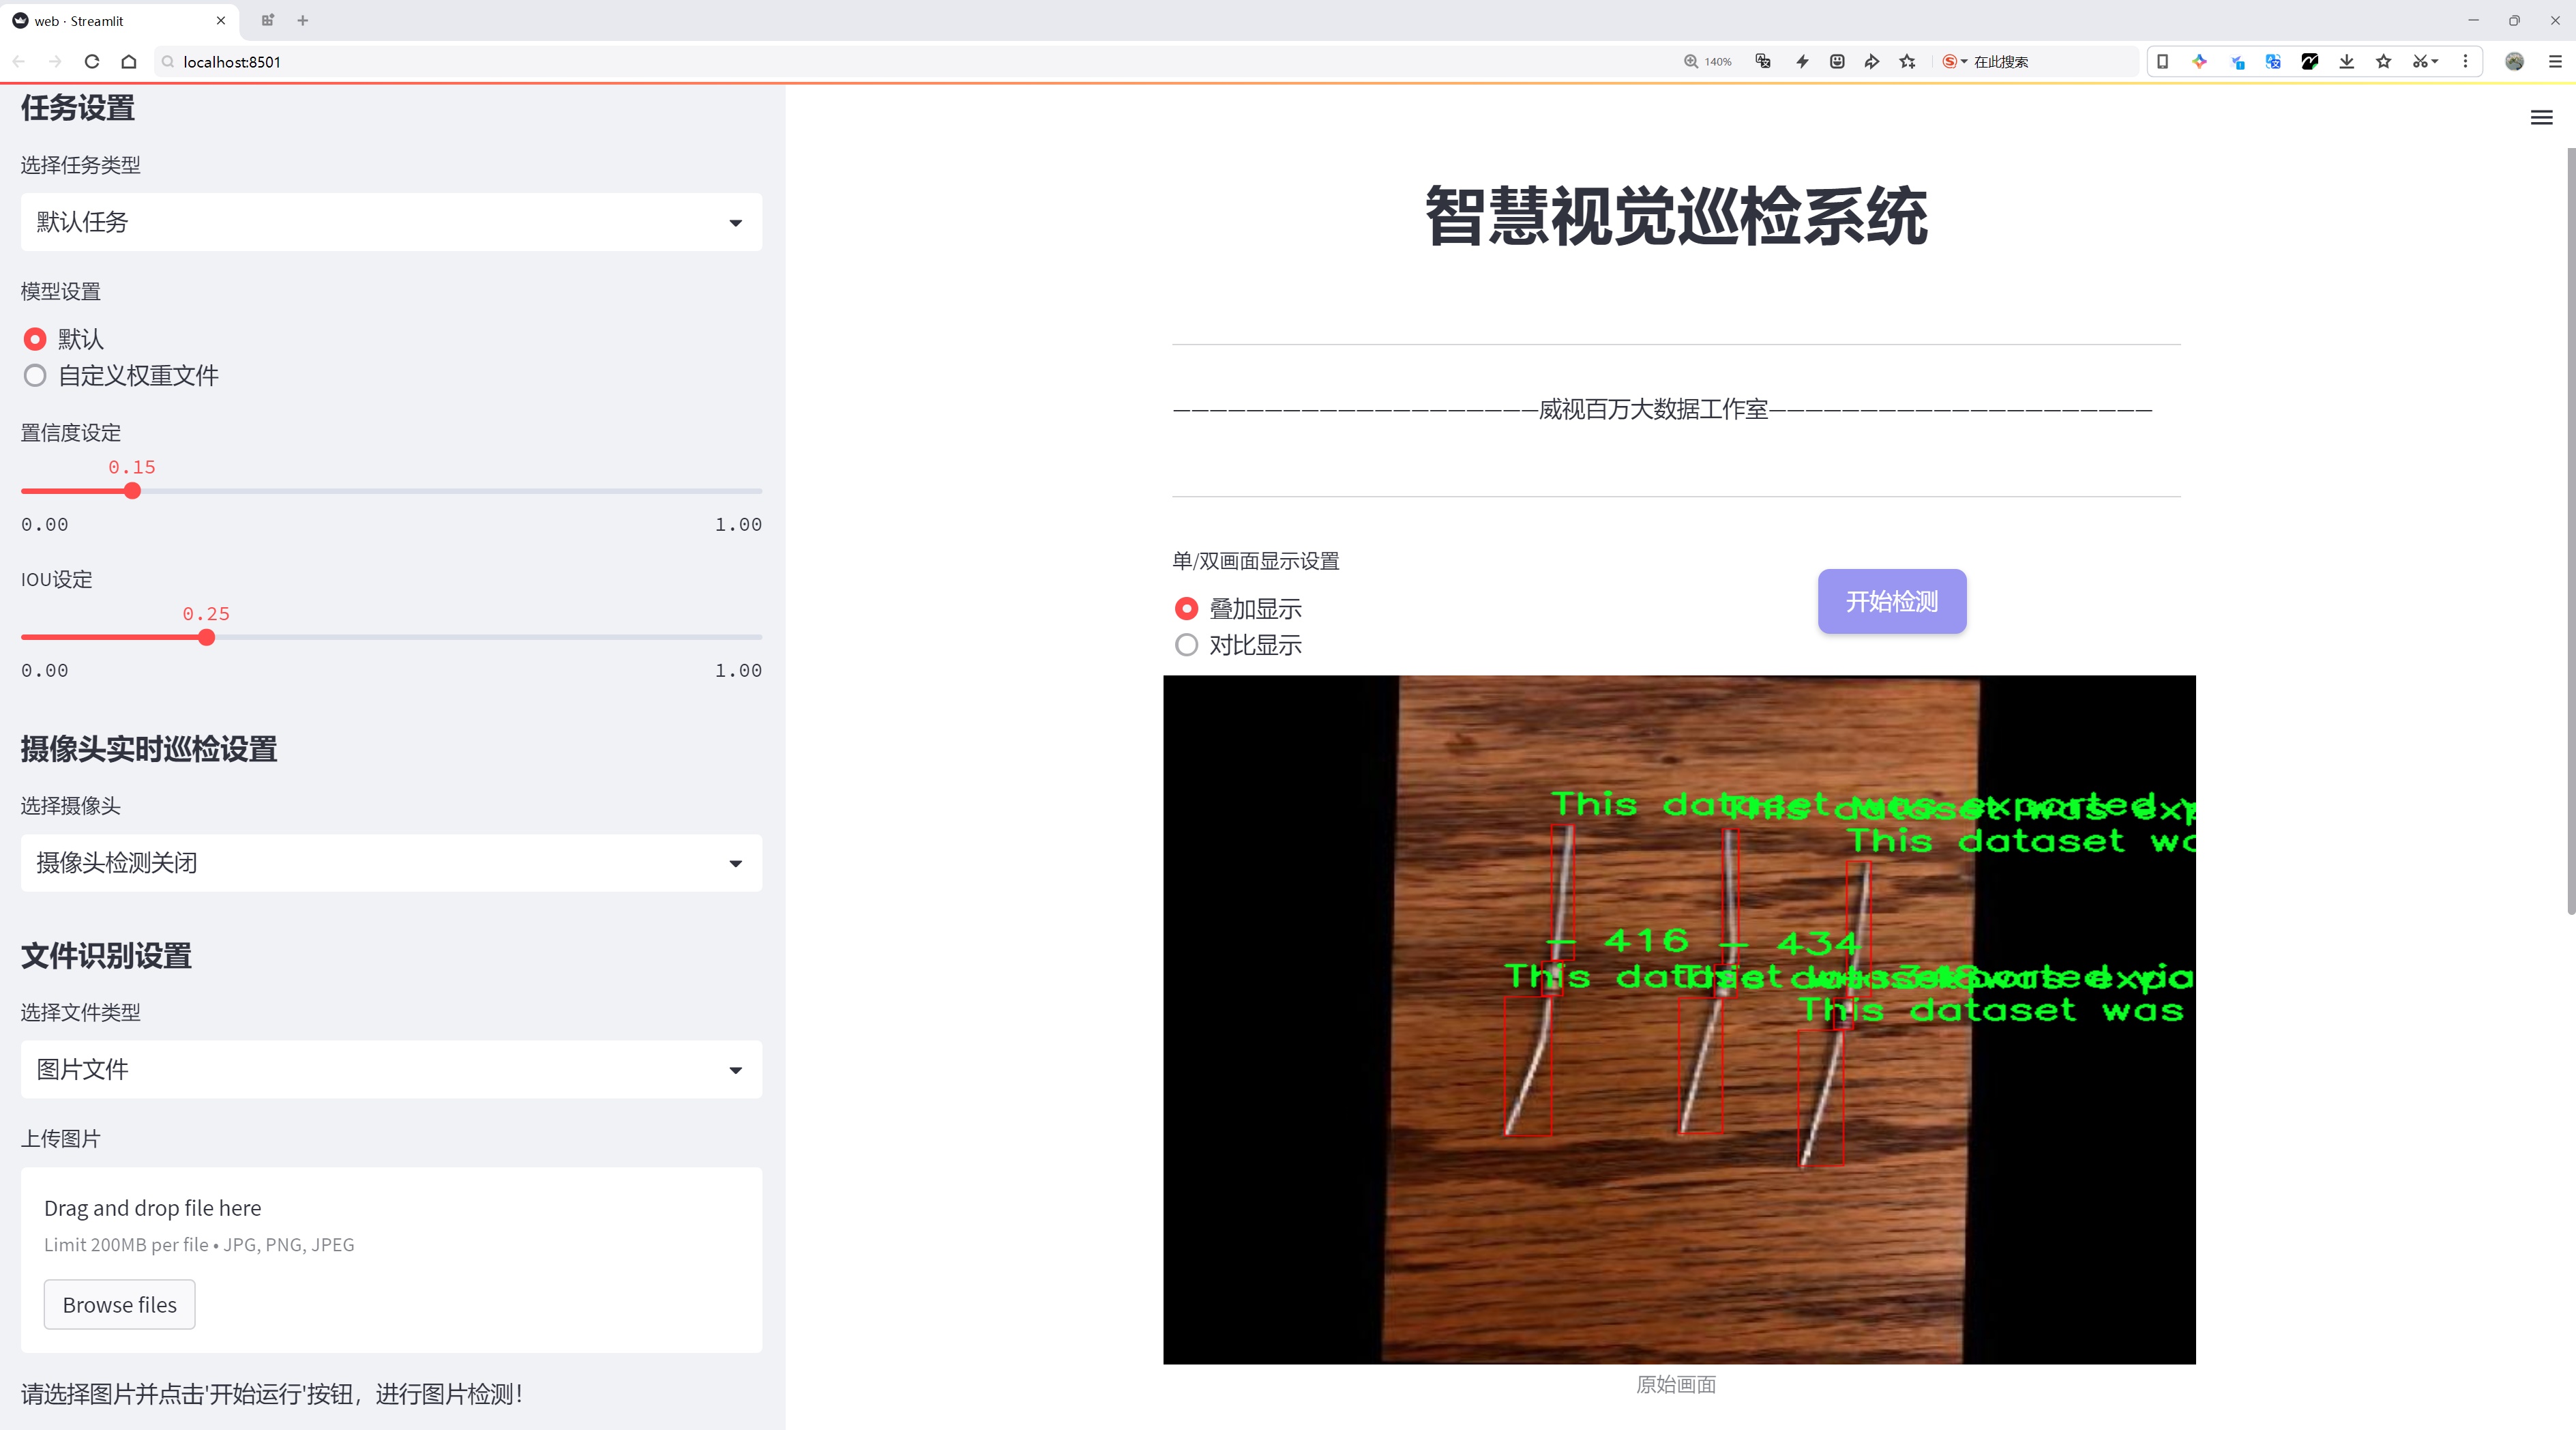 web · Streamlit
localhost:8501
140%
在此搜索
任务设置
选择任务类型
默认任务
模型设置
默认
自定义权重文件
置信度设定
0.15
0.00 1.00
IOU设定
0.25
0.00 1.00
摄像头实时巡检设置
选择摄像头
摄像头检测关闭
文件识别设置
选择文件类型
图片文件
上传图片
Drag and drop file here
Limit 200MB per file • JPG, PNG, JPEG
Browse files
请选择图片并点击'开始运行'按钮，进行图片检测！
智慧视觉巡检系统
————————————————————威视百万大数据工作室—————————————————————
单/双画面显示设置
叠加显示
对比显示
开始检测
This dataset was exported
This dataset was
— 416 — 434
This dataset
This dataset was
原始画面